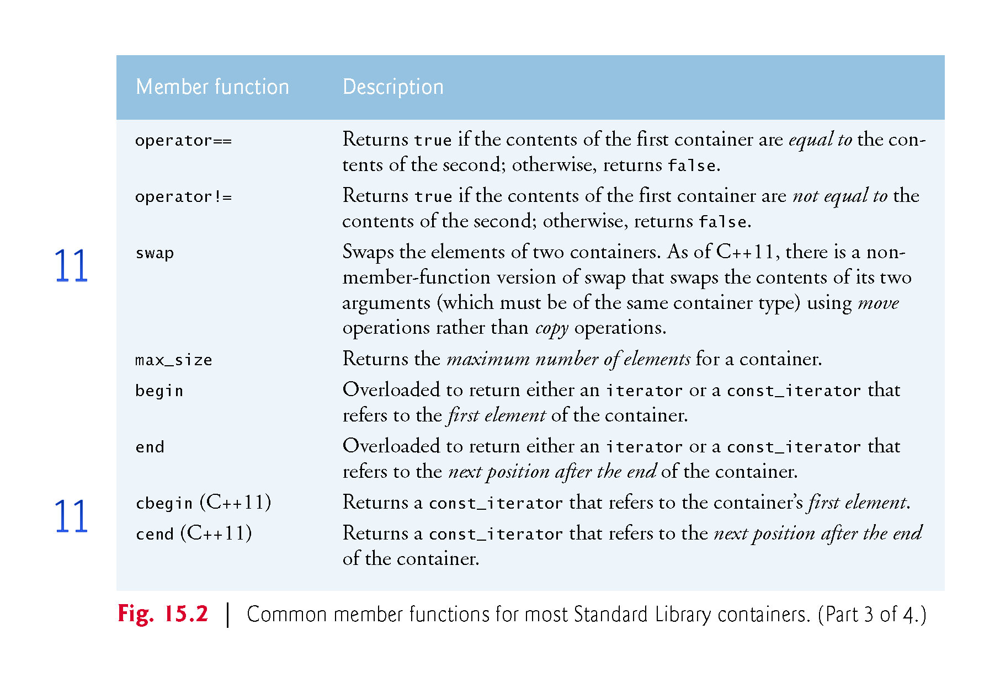 Member function Description
operator== Returns true if the contents of the first container are equal to the con-
tents of the second; otherwise, returns false.
operator!= Returns true if the contents of the first container are not equal to the
contents of the second; otherwise, returns false.
11 swap Swaps the elements of two containers. As of C++11, there is a non-
member-function version of swap that swaps the contents of its two
arguments (which must be of the same container type) using move
operations rather than copy operations.
max_size Returns the maximum number of elements for a container.
begin Overloaded to return either an iterator or a const_iterator that
refers to the first element of the container.
end Overloaded to return either an iterator or a const_iterator that
refers to the next position after the end of the container.
11 cbegin (C++11) Returns a const_iterator that refers to the container’s first element.
cend (C++11) Returns a const_iterator that refers to the next position after the end
of the container.
Fig. 15.2 | Common member functions for most Standard Library containers. (Part 3 of 4.)